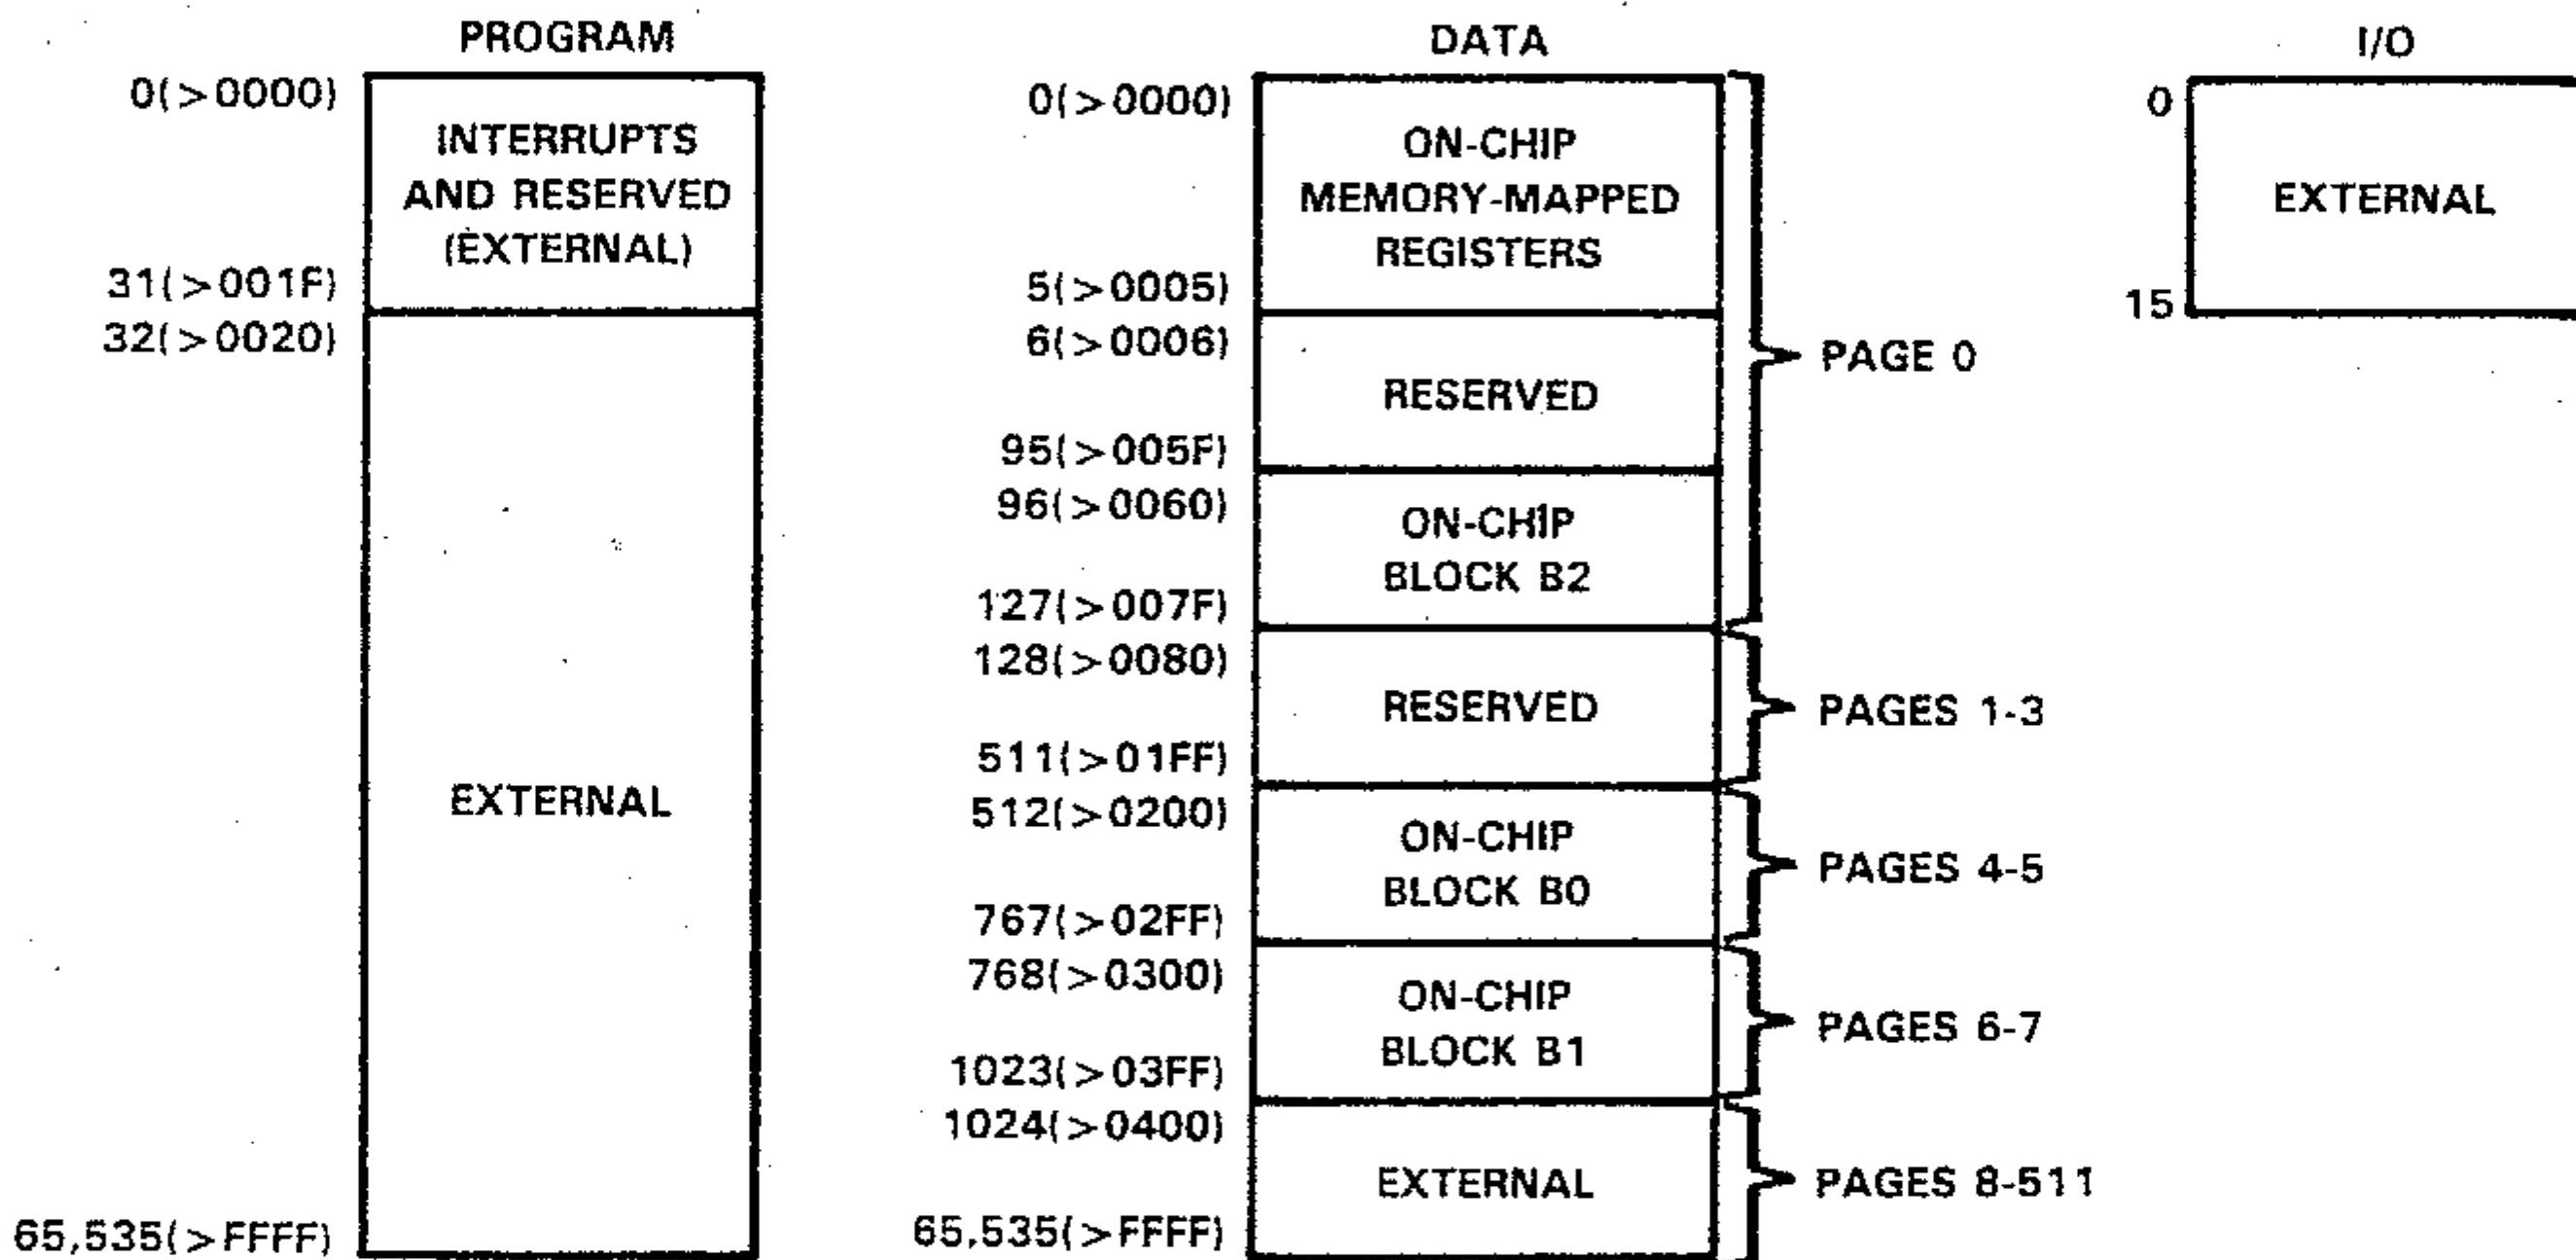 PROGRAM
0(>0000)
INTERRUPTS
AND RESERVED
(EXTERNAL)
31(>001F)
32(>0020)
EXTERNAL
65,535(>FFFF)
DATA
0(>0000)
ON-CHIP
MEMORY-MAPPED
REGISTERS
5(>0005)
6(>0006)
RESERVED
95(>005F)
96(>0060)
ON-CHIP
BLOCK B2
127(>007F)
PAGE 0
128(>0080)
RESERVED
511(>01FF)
PAGES 1-3
512(>0200)
ON-CHIP
BLOCK B0
767(>02FF)
PAGES 4-5
768(>0300)
ON-CHIP
BLOCK B1
1023(>03FF)
PAGES 6-7
1024(>0400)
EXTERNAL
65,535(>FFFF)
PAGES 8-511
I/O
0
EXTERNAL
15